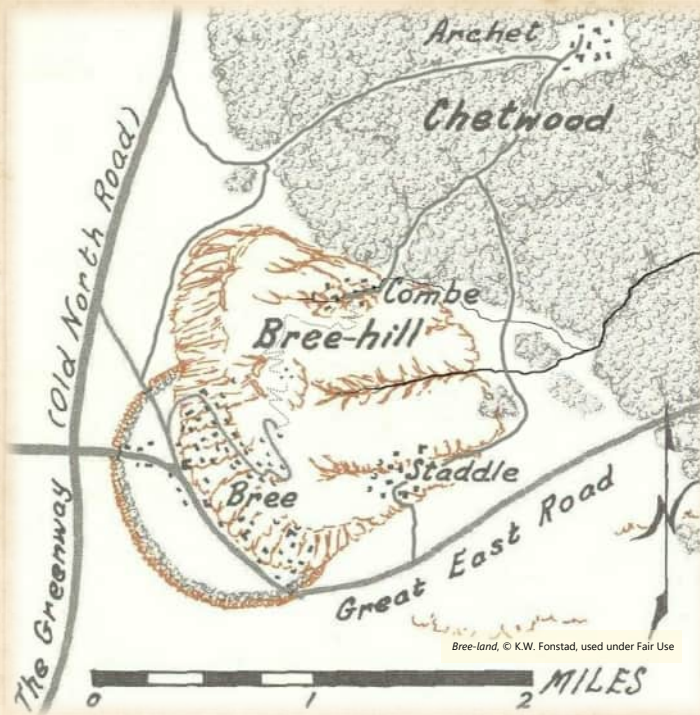 Archet
Chetwood
The Greenway (Old North Road)
Combe
Bree-hill
Staddle
Bree
Great East Road
N
Bree-land, © K.W. Fonstad, used under Fair Use
0 1 2 MILES